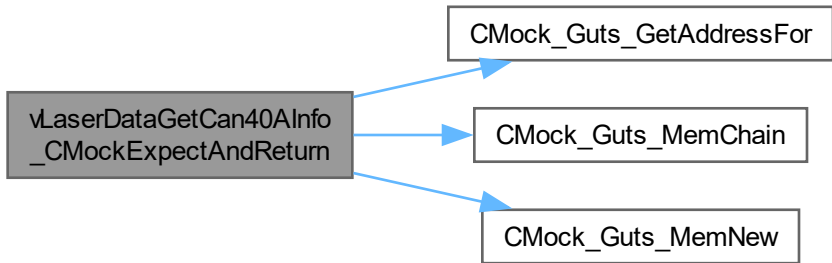 vLaserDataGetCan40AInfo
_CMockExpectAndReturn
CMock_Guts_GetAddressFor
CMock_Guts_MemChain
CMock_Guts_MemNew